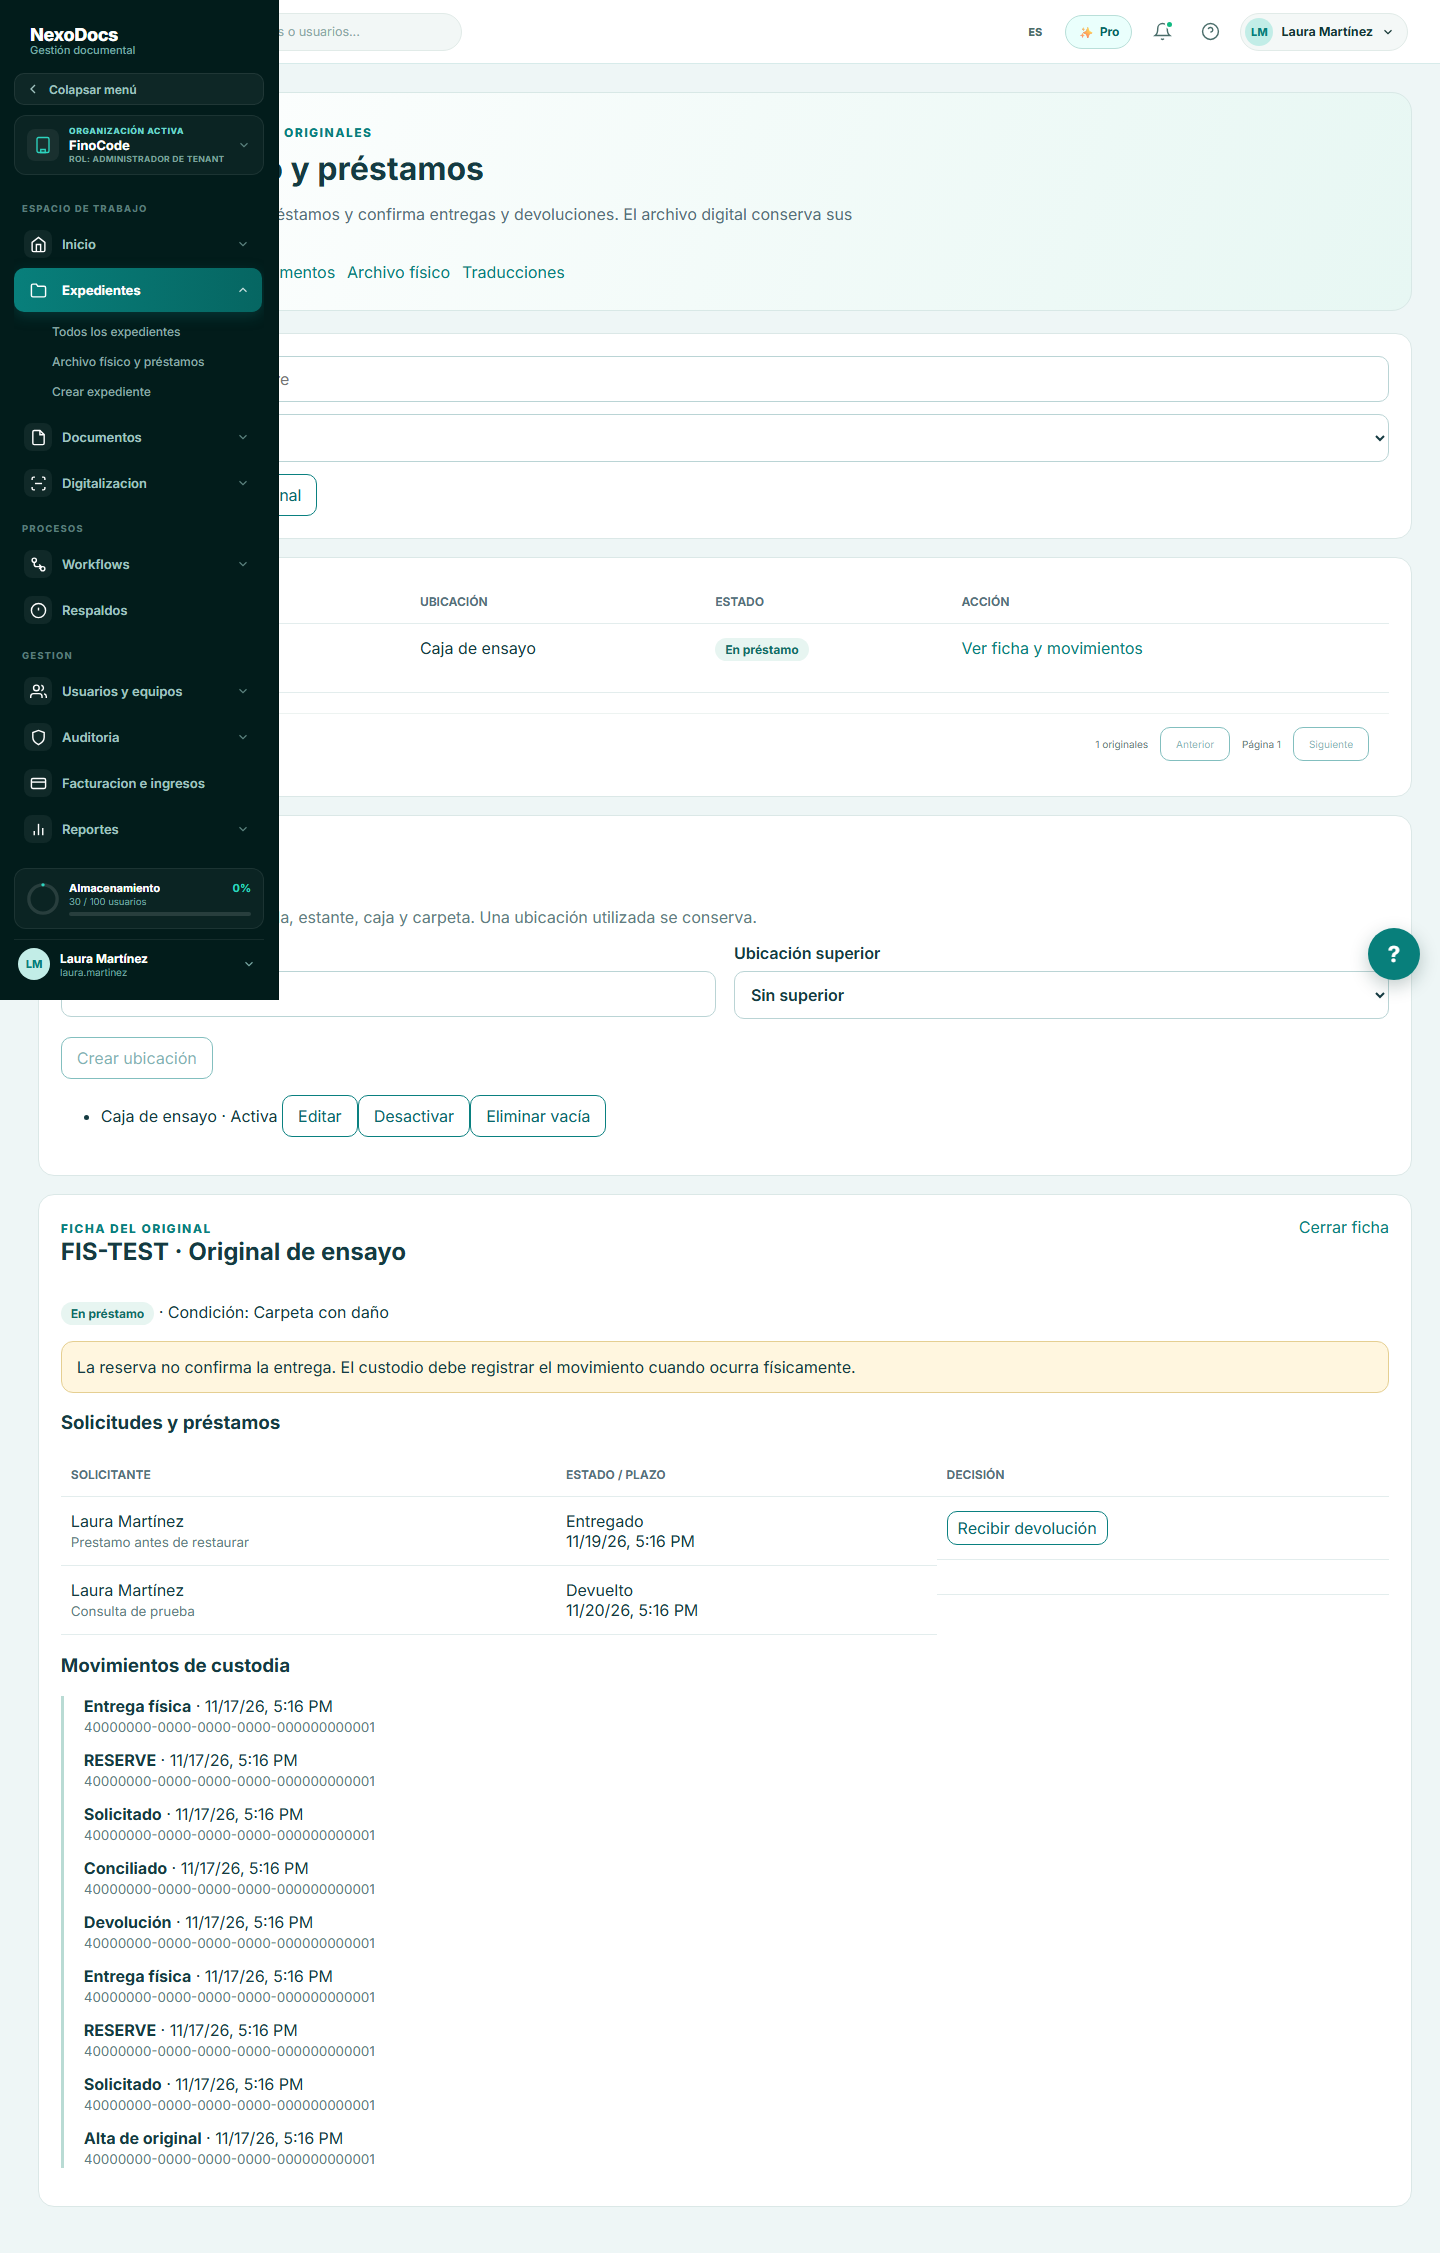 NexoDocs
Gestión documental
Colapsar menú
ORGANIZACIÓN ACTIVA
FinoCode
ROL: ADMINISTRADOR DE TENANT
ESPACIO DE TRABAJO
Inicio
Expedientes
Todos los expedientes
Archivo físico y préstamos
Crear expediente
Documentos
Digitalizacion
PROCESOS
Workflows
Respaldos
GESTION
Usuarios y equipos
Auditoria
Facturacion e ingresos
Reportes
Almacenamiento 0%
30 / 100 usuarios
LM Laura Martínez
laura.martinez
s o usuarios...
ES
Pro
LM Laura Martínez
ORIGINALES
y préstamos
éstamos y confirma entregas y devoluciones. El archivo digital conserva sus
mentos Archivo físico Traducciones
re
nal
UBICACIÓN ESTADO ACCIÓN
Caja de ensayo En préstamo Ver ficha y movimientos
1 originales Anterior Página 1 Siguiente
a, estante, caja y carpeta. Una ubicación utilizada se conserva.
Ubicación superior
Sin superior
?
Crear ubicación
• Caja de ensayo · Activa Editar Desactivar Eliminar vacía
FICHA DEL ORIGINAL
Cerrar ficha
FIS-TEST · Original de ensayo
En préstamo · Condición: Carpeta con daño
La reserva no confirma la entrega. El custodio debe registrar el movimiento cuando ocurra físicamente.
Solicitudes y préstamos
SOLICITANTE ESTADO / PLAZO DECISIÓN
Laura Martínez Entregado Recibir devolución
Prestamo antes de restaurar 11/19/26, 5:16 PM
Laura Martínez Devuelto
Consulta de prueba 11/20/26, 5:16 PM
Movimientos de custodia
Entrega física · 11/17/26, 5:16 PM
40000000-0000-0000-0000-000000000001
RESERVE · 11/17/26, 5:16 PM
40000000-0000-0000-0000-000000000001
Solicitado · 11/17/26, 5:16 PM
40000000-0000-0000-0000-000000000001
Conciliado · 11/17/26, 5:16 PM
40000000-0000-0000-0000-000000000001
Devolución · 11/17/26, 5:16 PM
40000000-0000-0000-0000-000000000001
Entrega física · 11/17/26, 5:16 PM
40000000-0000-0000-0000-000000000001
RESERVE · 11/17/26, 5:16 PM
40000000-0000-0000-0000-000000000001
Solicitado · 11/17/26, 5:16 PM
40000000-0000-0000-0000-000000000001
Alta de original · 11/17/26, 5:16 PM
40000000-0000-0000-0000-000000000001